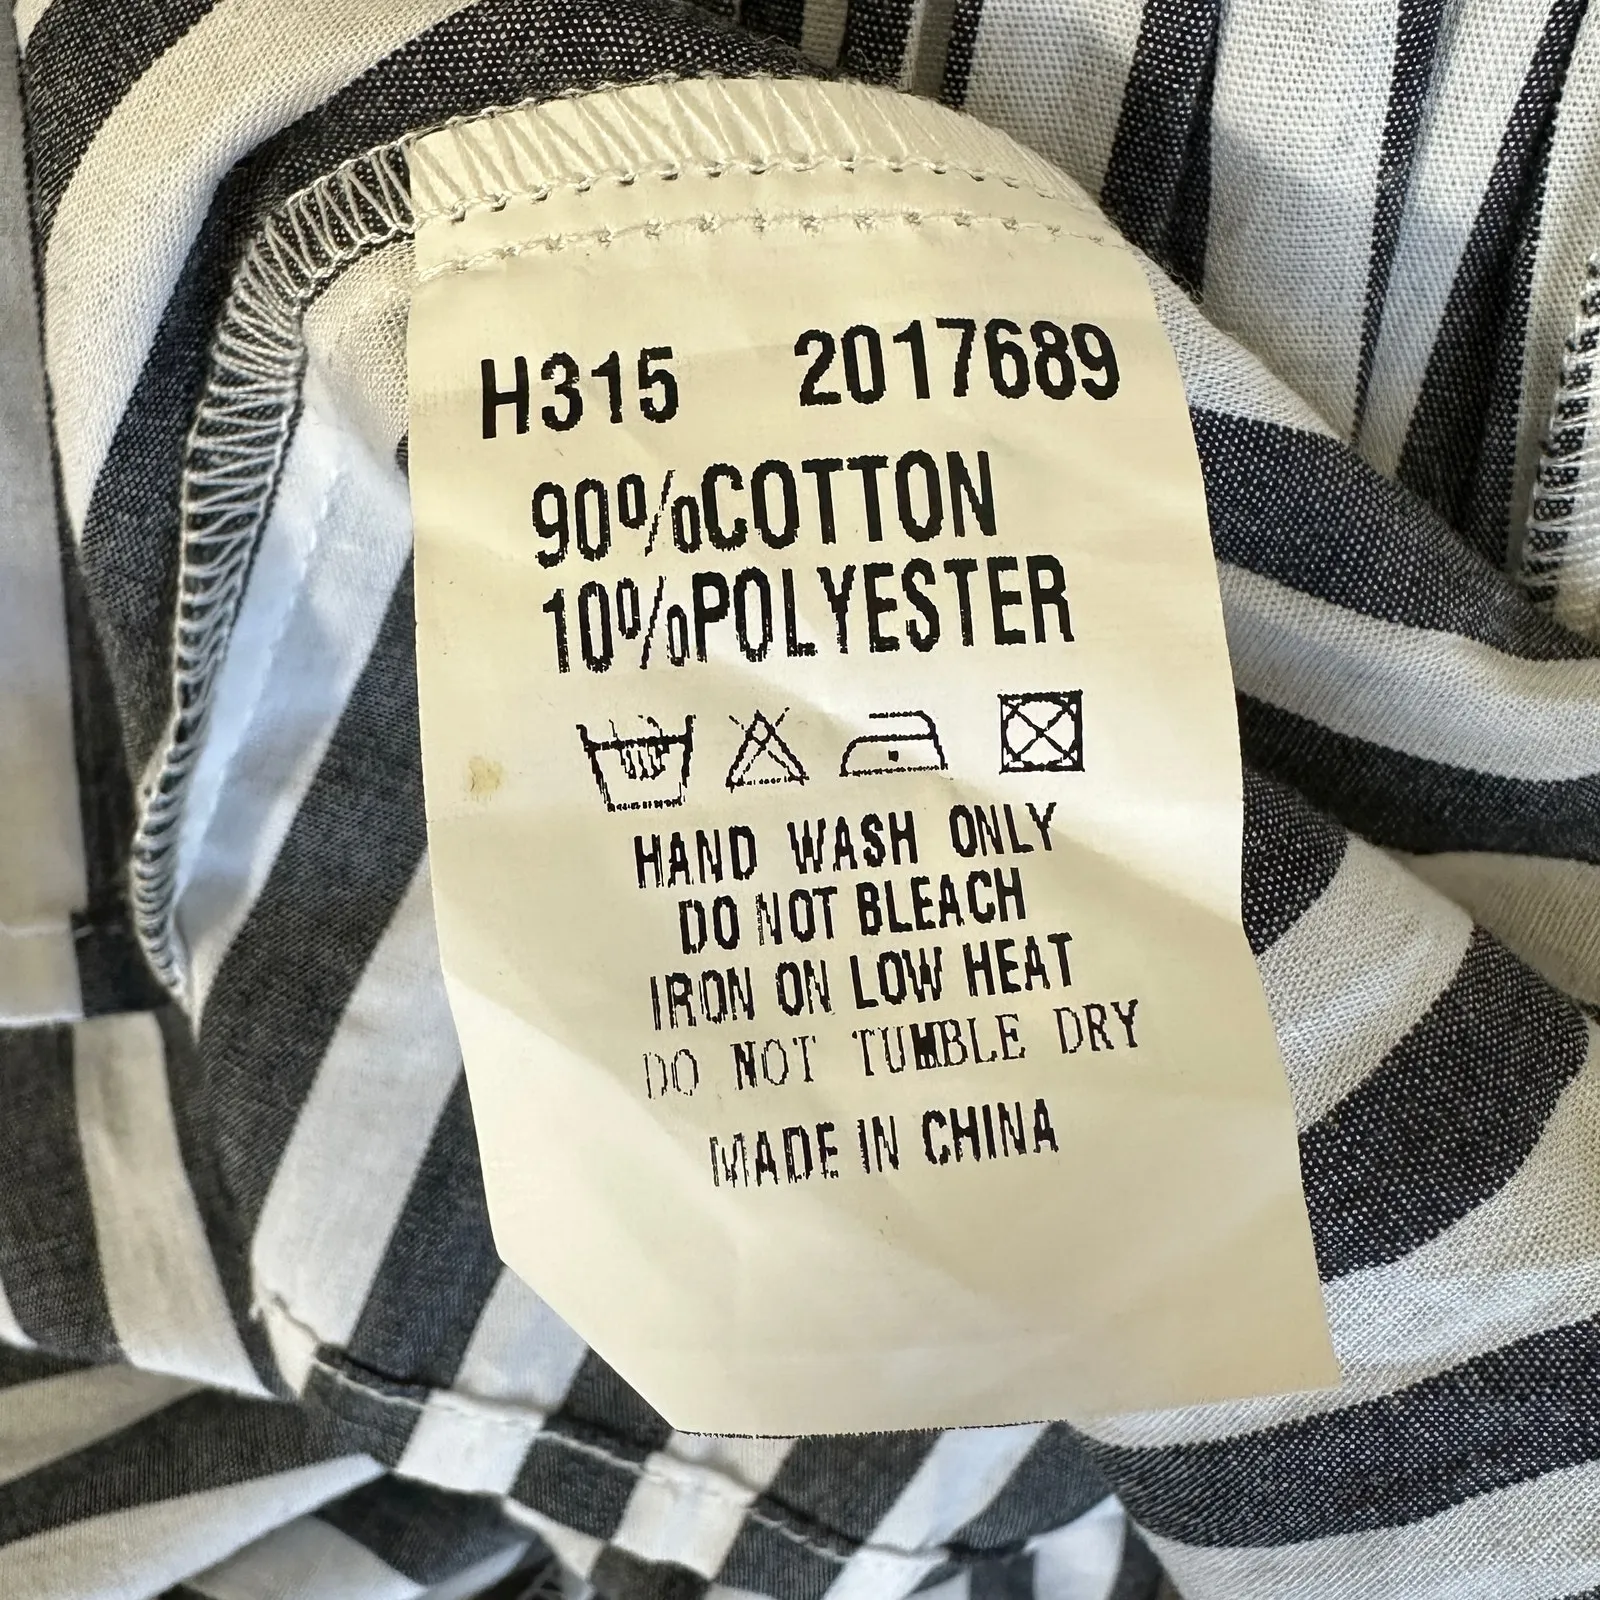 H315 2017689
90%COTTON
10%POLYESTER
HAND WASH ONLY
DO NOT BLEACH
IRON ON LOW HEAT
DO NOT TUMBLE DRY
MADE IN CHINA